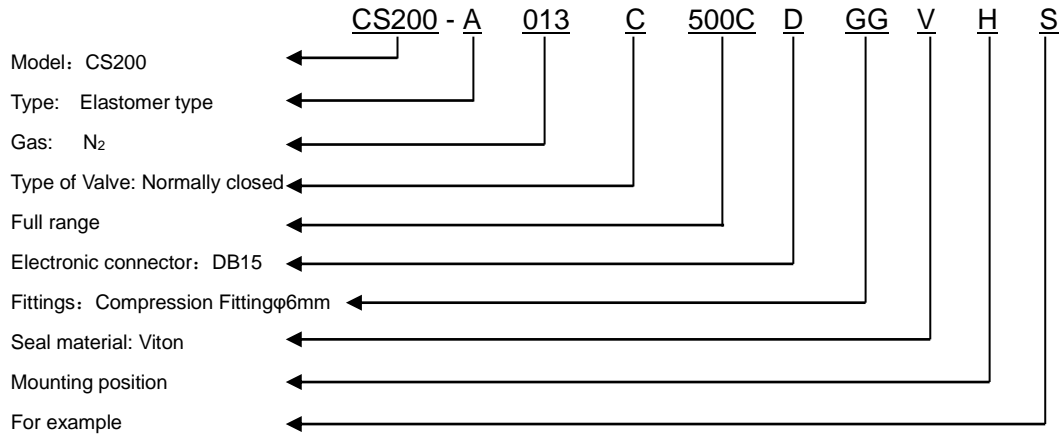 CS200 - A 013 C 500C D GG V H S
Model：CS200
Type: Elastomer type
Gas: N₂
Type of Valve: Normally closed
Full range
Electronic connector：DB15
Fittings：Compression Fittingφ6mm
Seal material: Viton
Mounting position
For example